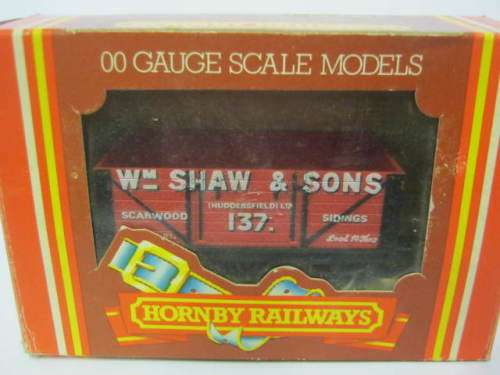 00 GAUGE SCALE MODELS
WM SHAW & SONS
(HUDDERSFIELD) LTD
SCARWOOD 137. SIDINGS
HORNBY RAILWAYS